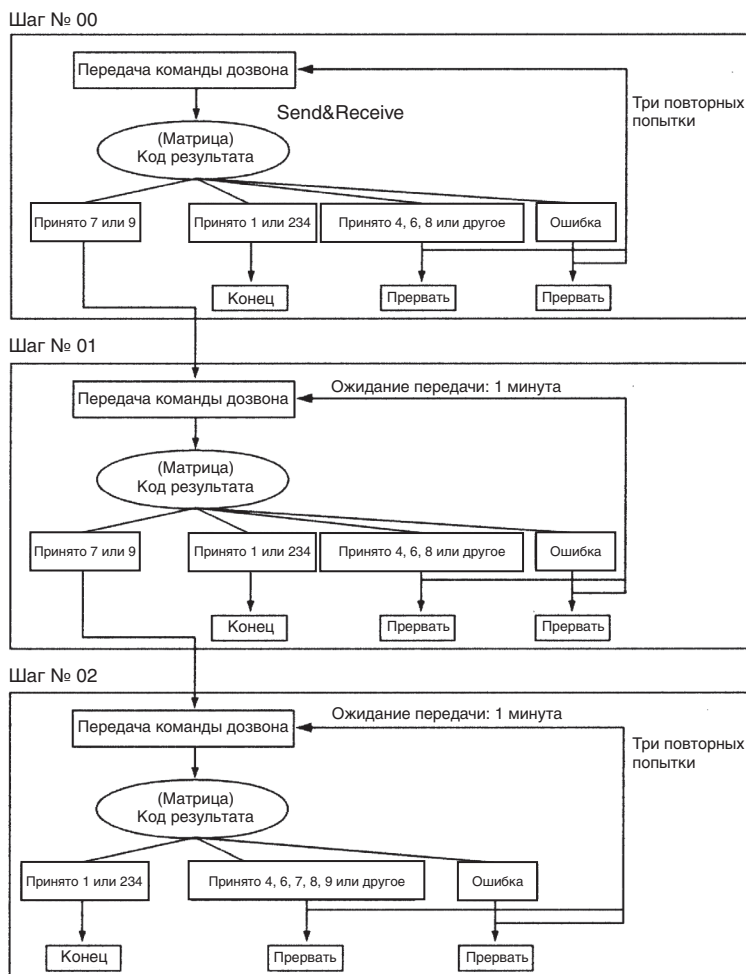 Шаг № 00
Передача команды дозвона
Send&Receive
Три повторных
попытки
(Матрица)
Код результата
Принято 7 или 9
Принято 1 или 234
Принято 4, 6, 8 или другое
Ошибка
Конец
Прервать
Прервать
Шаг № 01
Передача команды дозвона
Ожидание передачи: 1 минута
(Матрица)
Код результата
Принято 7 или 9
Принято 1 или 234
Принято 4, 6, 8 или другое
Ошибка
Конец
Прервать
Прервать
Шаг № 02
Передача команды дозвона
Ожидание передачи: 1 минута
Три повторных
попытки
(Матрица)
Код результата
Принято 1 или 234
Принято 4, 6, 7, 8, 9 или другое
Ошибка
Конец
Прервать
Прервать